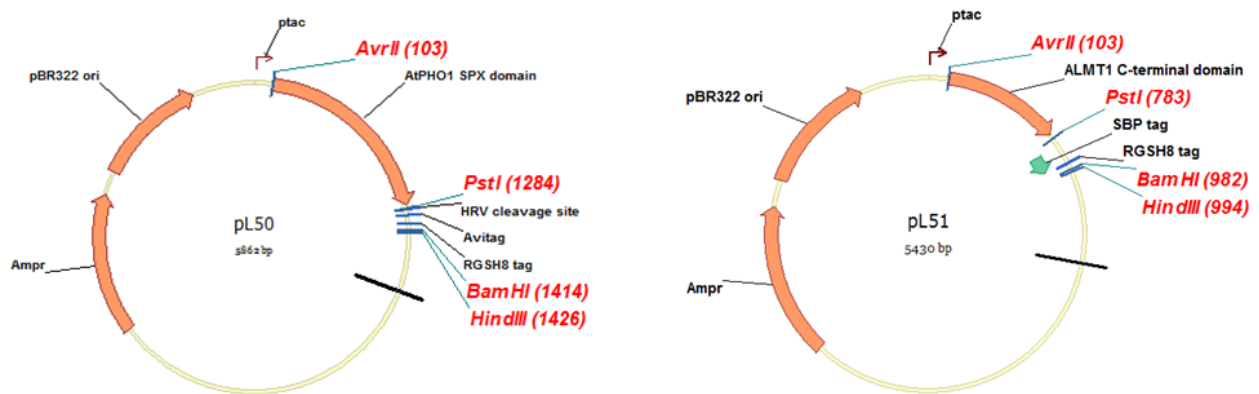 ptac
AvrII (103)
pBR322 ori
AtPHO1 SPX domain
PstI (1284)
HRV cleavage site
Avitag
RGSH8 tag
BamHI (1414)
HindIII (1426)
Ampr
pL50
5862 bp
ptac
AvrII (103)
ALMT1 C-terminal domain
pBR322 ori
PstI (783)
SBP tag
RGSH8 tag
BamHI (982)
HindIII (994)
Ampr
pL51
5430 bp